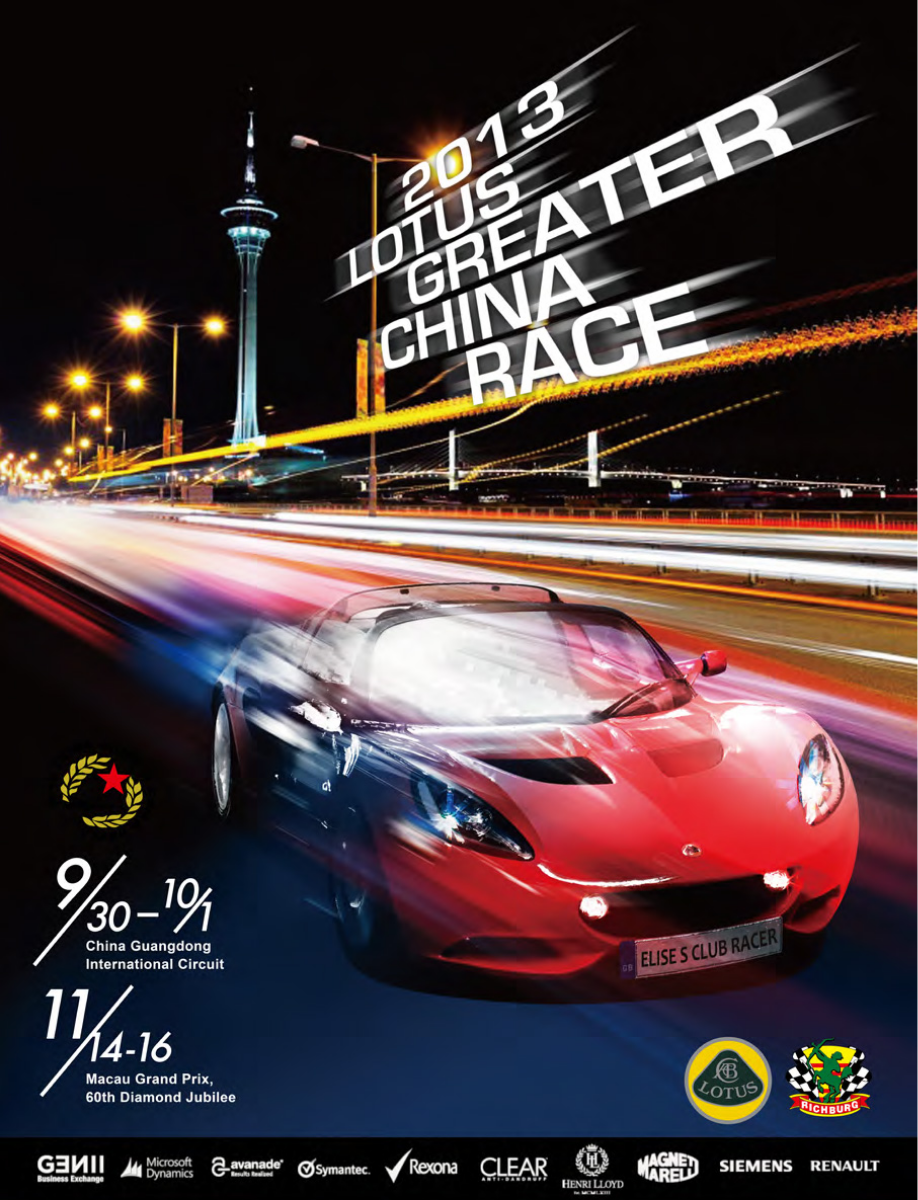 2013
LOTUS
GREATER
CHINA
RACE
GB ELISE S CLUB RACER
9/30–10/1
China Guangdong
International Circuit
11/14-16
Macau Grand Prix,
60th Diamond Jubilee
LOTUS
RICHBURG
GENII
Business Exchange
Microsoft
Dynamics
avanade®
Results Realized
Symantec.
Rexona
CLEAR
ANTI-DANDRUFF
HENRI LLOYD
MAGNETI
MARELLI
SIEMENS
RENAULT